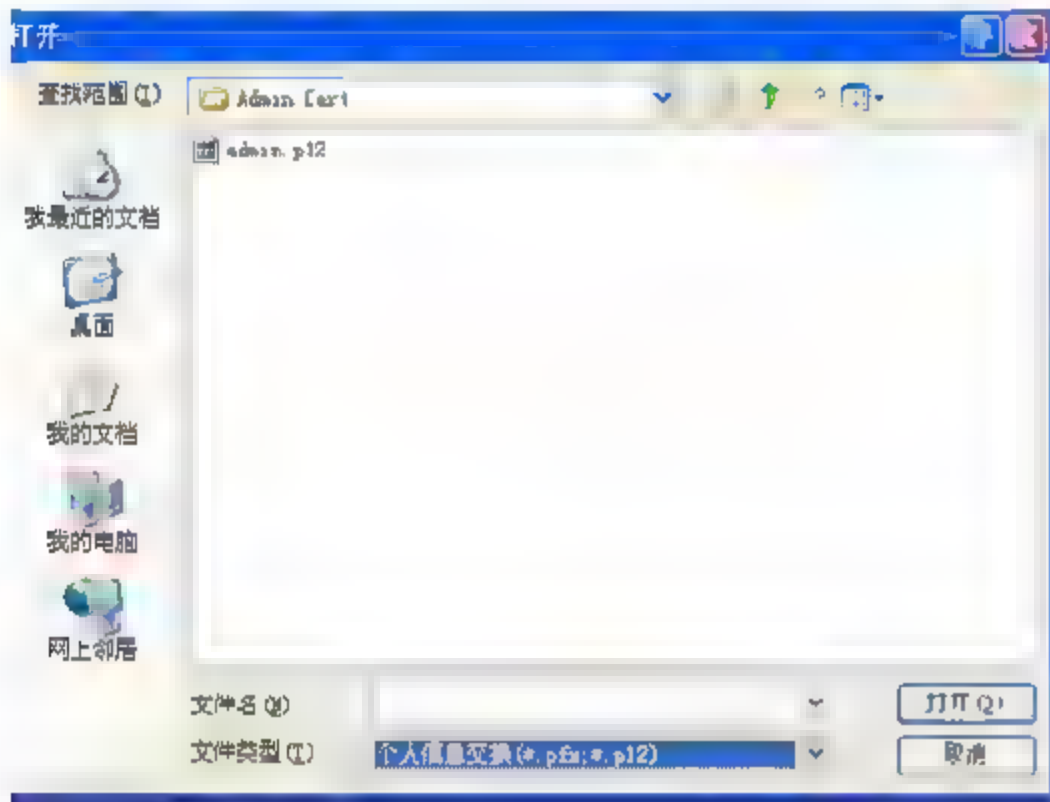 打开
查找范围(I)
Admin Cert
admin.p12
我最近的文档
桌面
我的文档
我的电脑
网上邻居
文件名(N)
打开(O)
文件类型(T)
个人信息交换(*.pfx;*.p12)
取消